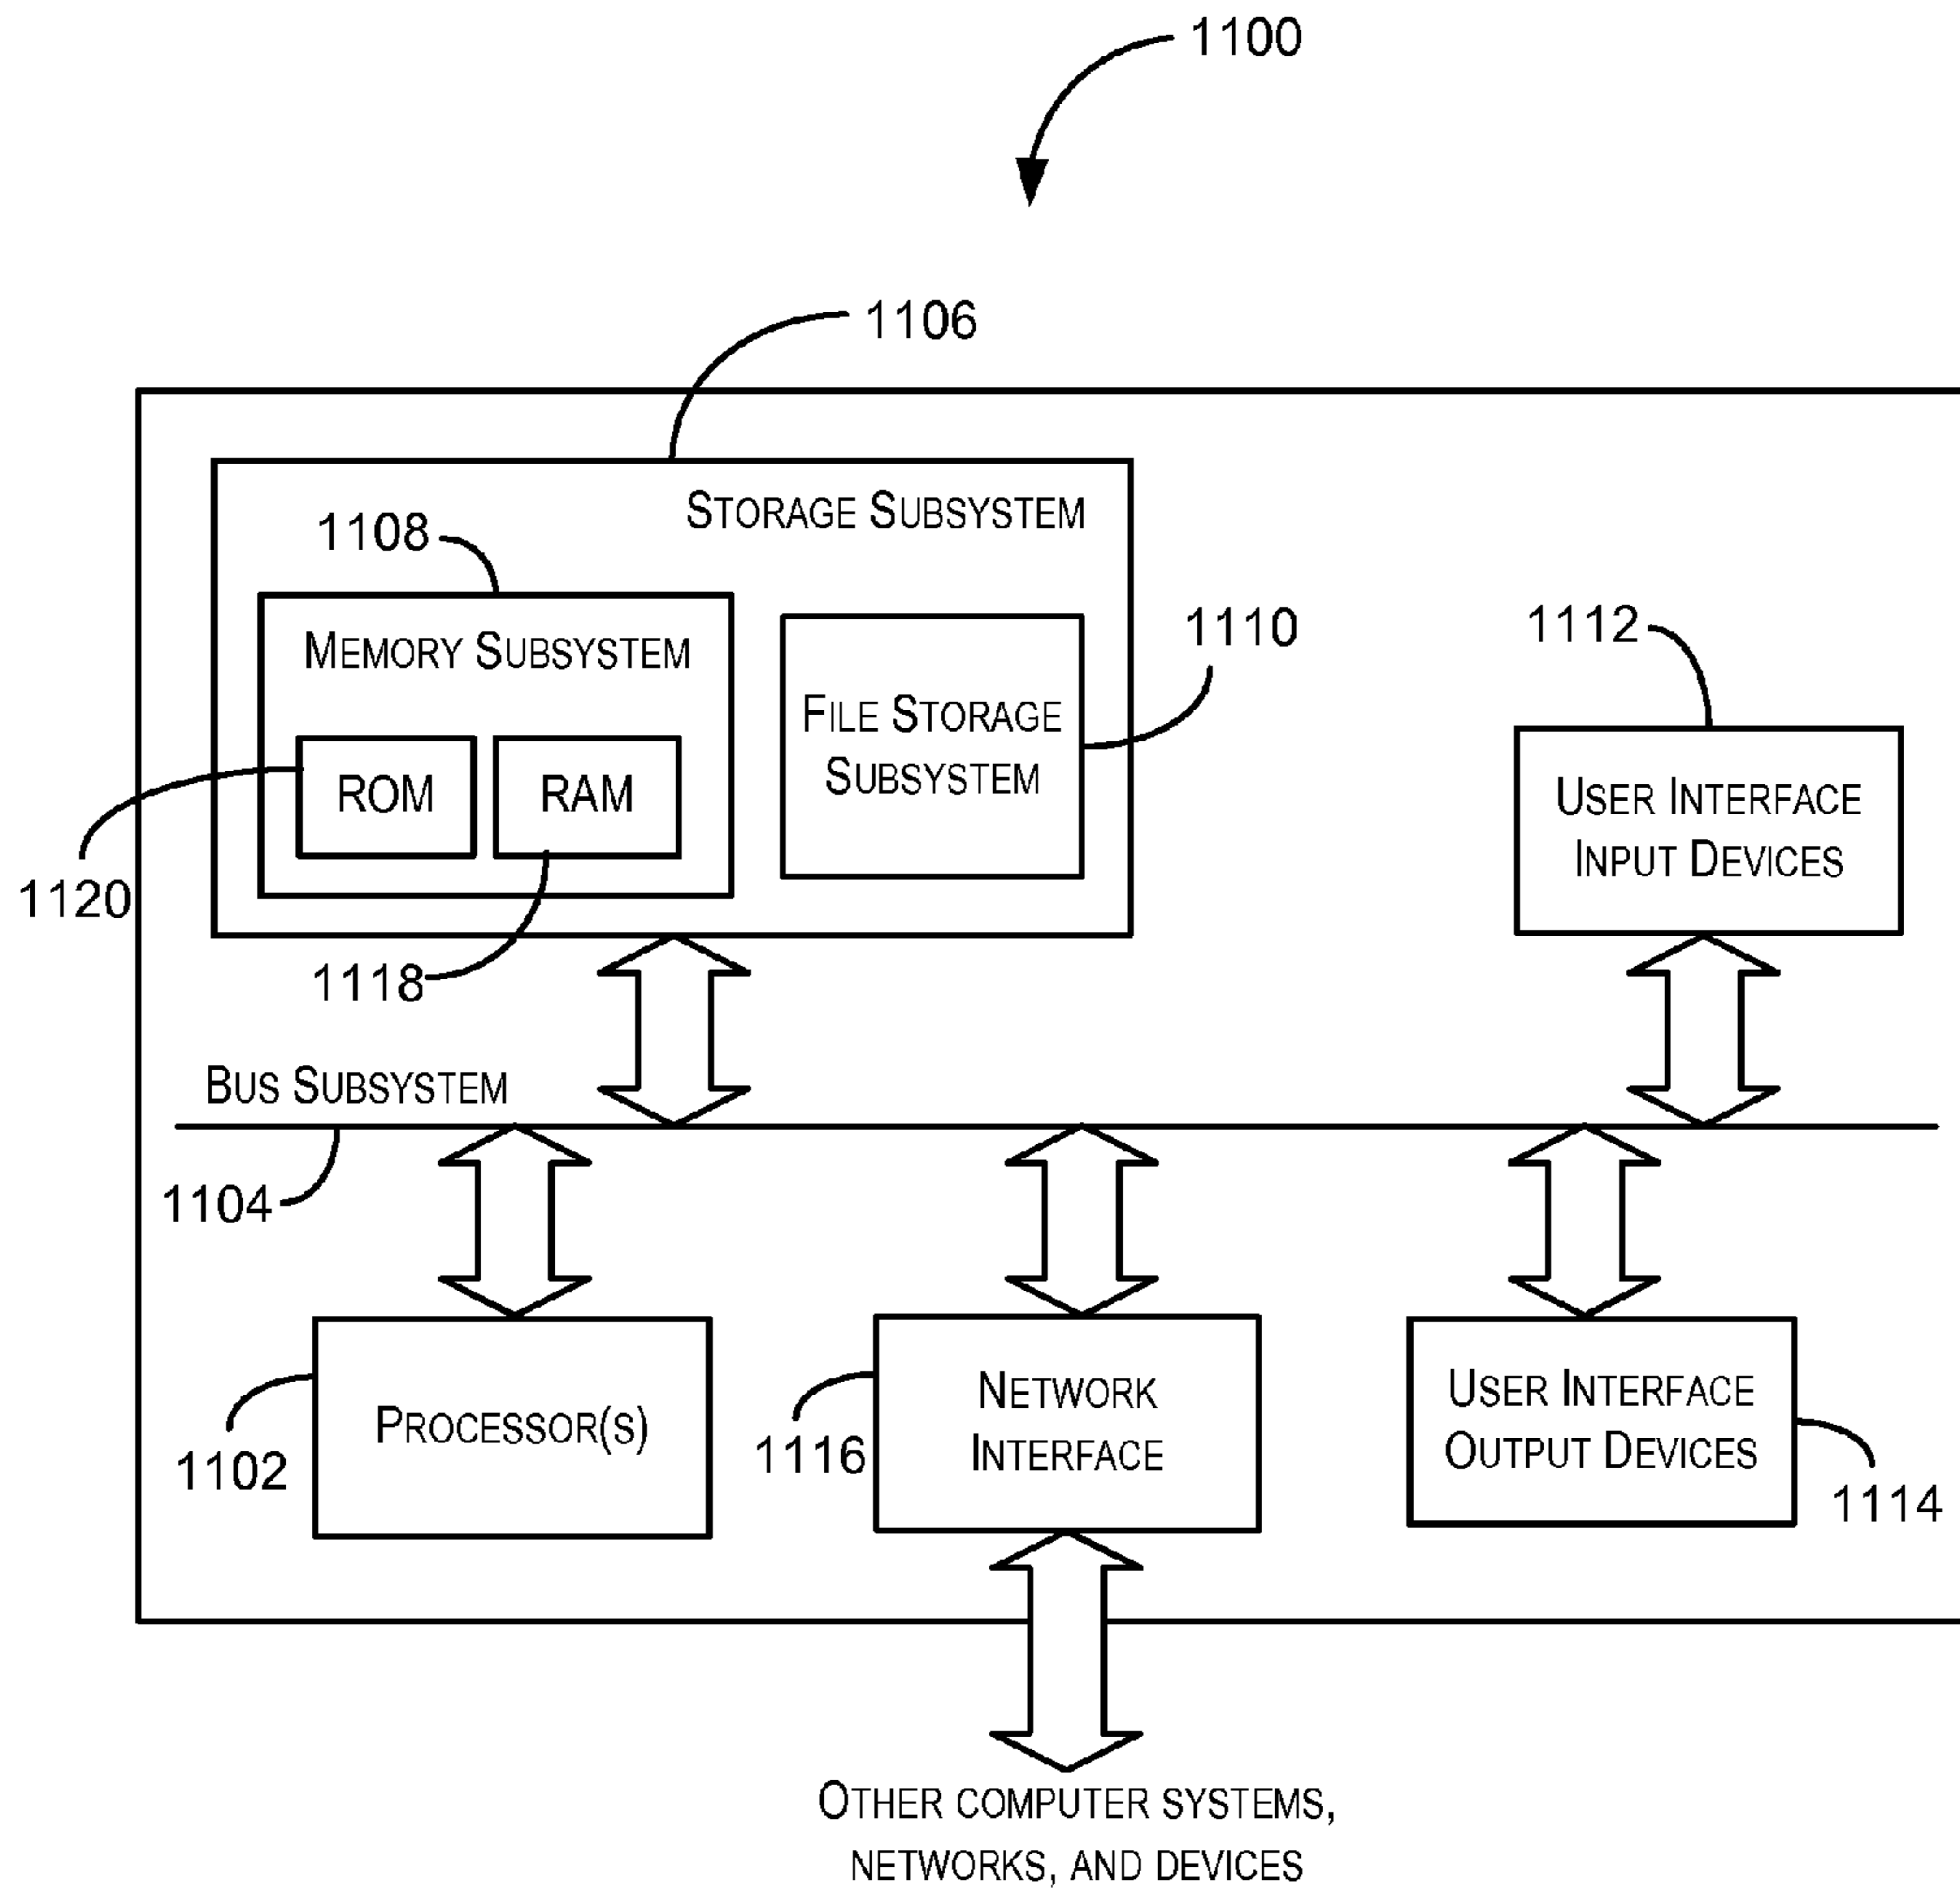 1100
1106
STORAGE SUBSYSTEM
1108
MEMORY SUBSYSTEM
1110
1112
FILE STORAGE
SUBSYSTEM
ROM
RAM
USER INTERFACE
INPUT DEVICES
1120
1118
BUS SUBSYSTEM
1104
PROCESSOR(S)
1102
NETWORK
INTERFACE
1116
USER INTERFACE
OUTPUT DEVICES
1114
OTHER COMPUTER SYSTEMS,
NETWORKS, AND DEVICES